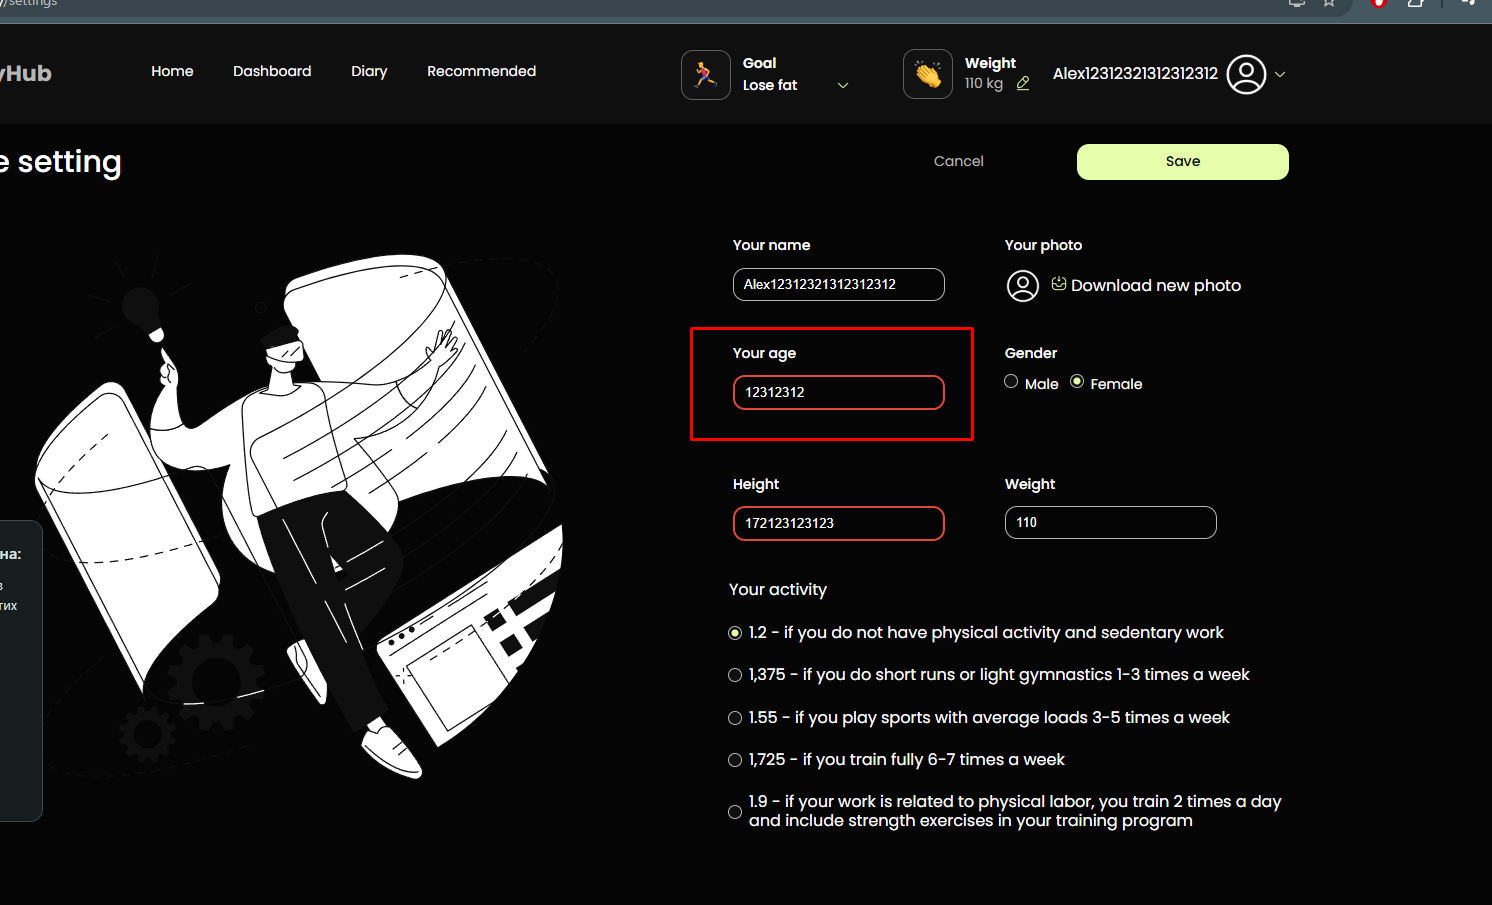 /settings
yHub
Home
Dashboard
Diary
Recommended
Goal
Lose fat
Weight
110 kg
Alex12312321312312312
e setting
Cancel
Save
Your name
Alex12312321312312312
Your photo
Download new photo
Your age
12312312
Gender
Male
Female
Height
172123123123
Weight
110
Your activity
1.2 - if you do not have physical activity and sedentary work
1,375 - if you do short runs or light gymnastics 1-3 times a week
1.55 - if you play sports with average loads 3-5 times a week
1,725 - if you train fully 6-7 times a week
1.9 - if your work is related to physical labor, you train 2 times a day
and include strength exercises in your training program
на:
в
гих